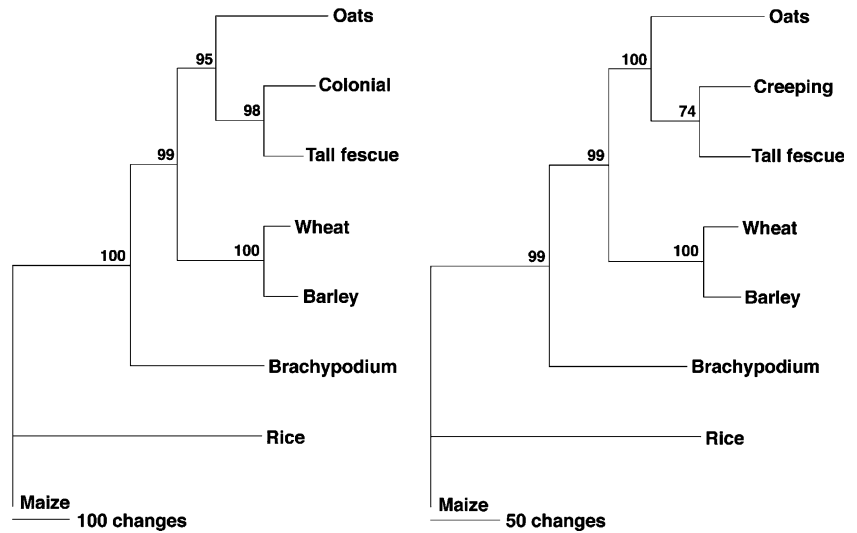 Oats
95
Colonial
98
Tall fescue
99
Wheat
100
100
Barley
Brachypodium
Rice
Maize
100 changes
Oats
100
Creeping
74
Tall fescue
99
Wheat
100
99
Barley
Brachypodium
Rice
Maize
50 changes